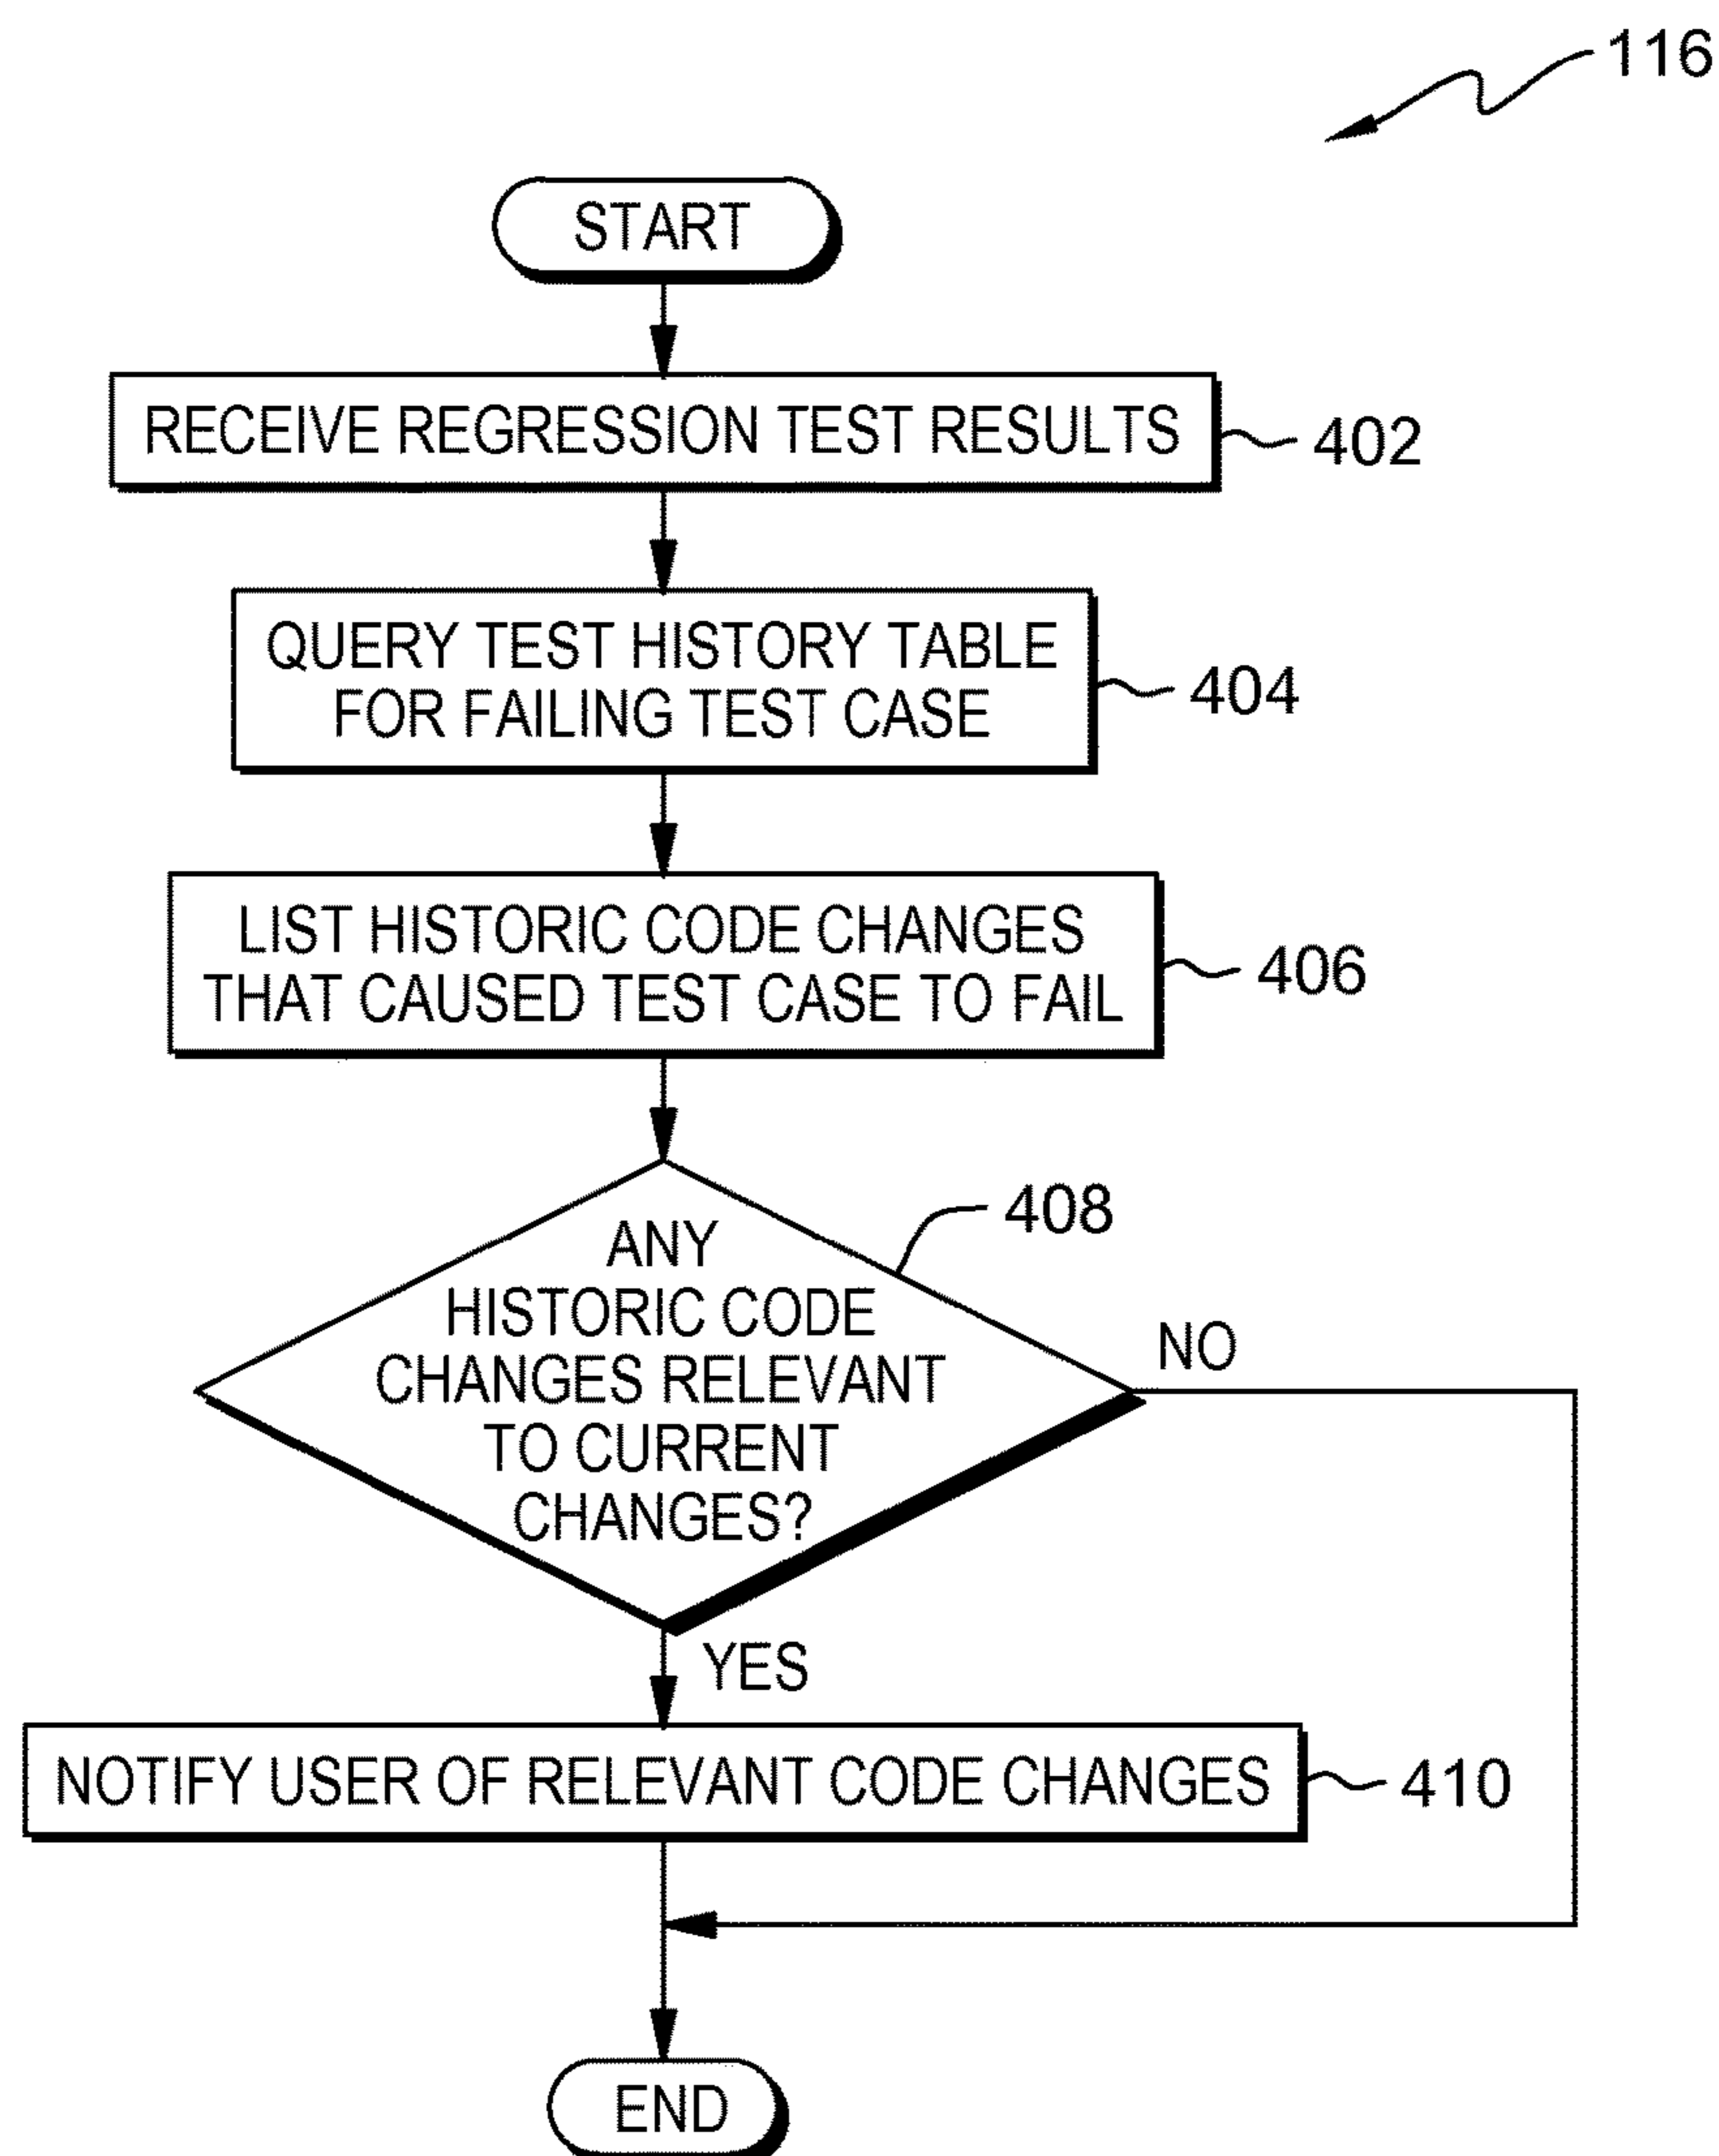 116
START
RECEIVE REGRESSION TEST RESULTS
402
QUERY TEST HISTORY TABLE
FOR FAILING TEST CASE
404
LIST HISTORIC CODE CHANGES
THAT CAUSED TEST CASE TO FAIL
406
408
ANY
HISTORIC CODE
CHANGES RELEVANT
TO CURRENT
CHANGES?
NO
YES
NOTIFY USER OF RELEVANT CODE CHANGES
410
END